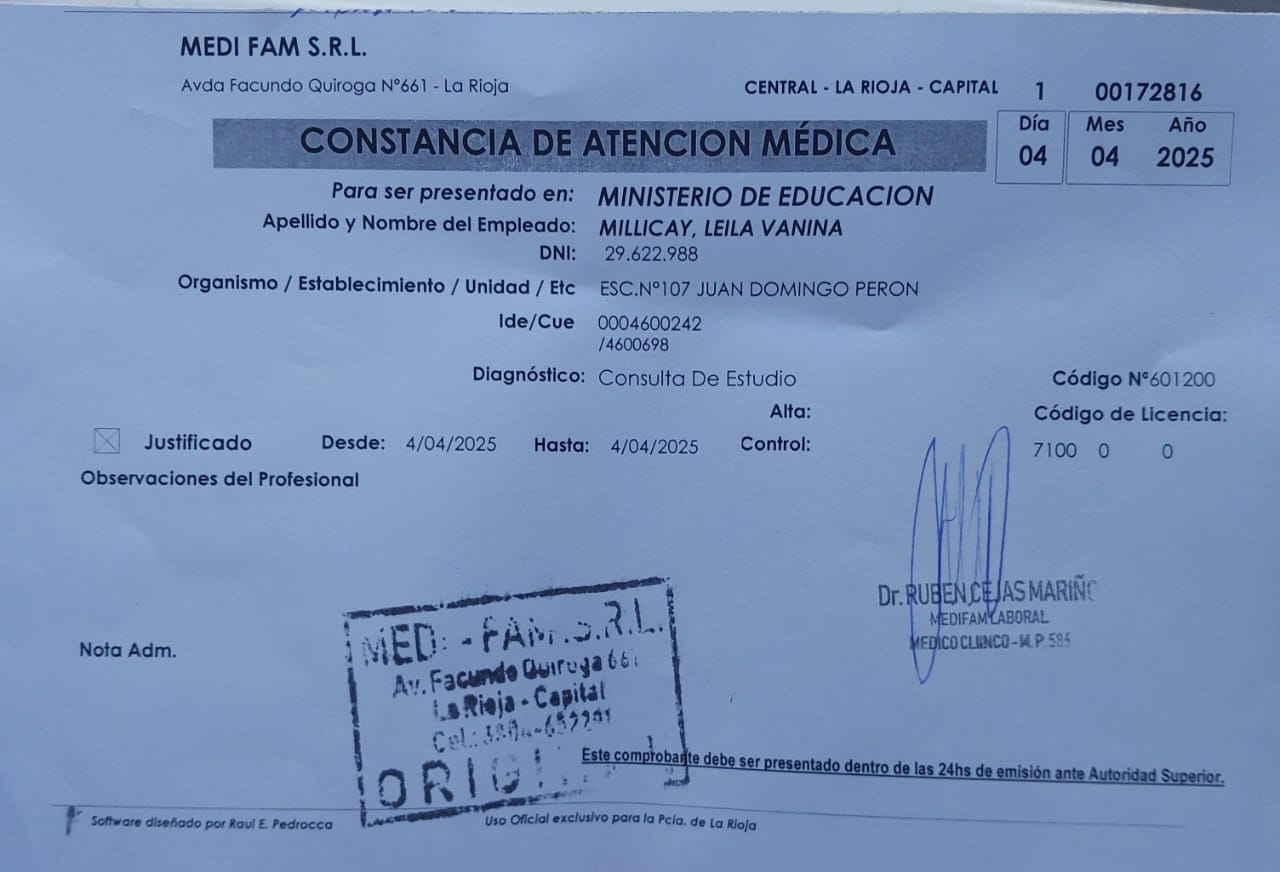 MEDI FAM S.R.L.
Avda Facundo Quiroga N°661 - La Rioja
CENTRAL - LA RIOJA - CAPITAL 1 00172816
CONSTANCIA DE ATENCION MÉDICA
Día Mes Año
04 04 2025
Para ser presentado en: MINISTERIO DE EDUCACION
Apellido y Nombre del Empleado: MILLICAY, LEILA VANINA
DNI: 29.622.988
Organismo / Establecimiento / Unidad / Etc ESC.N°107 JUAN DOMINGO PERON
Ide/Cue 0004600242
/4600698
Diagnóstico: Consulta De Estudio Código N°601200
Alta: Código de Licencia:
Justificado Desde: 4/04/2025 Hasta: 4/04/2025 Control: 7100 0 0
Observaciones del Profesional
Dr. RUBEN CEJAS MARIÑO
MEDIFAM LABORAL
MEDICO CLINICO - M.P. 586
Nota Adm.
MEDI - FAM. S.R.L.
Av. Facundo Quiroga 661
La Rioja - Capital
Cel.:
Este comprobante debe ser presentado dentro de las 24hs de emisión ante Autoridad Superior.
Software diseñado por Raul E. Pedrocca
Uso Oficial exclusivo para la Pcia. de La Rioja